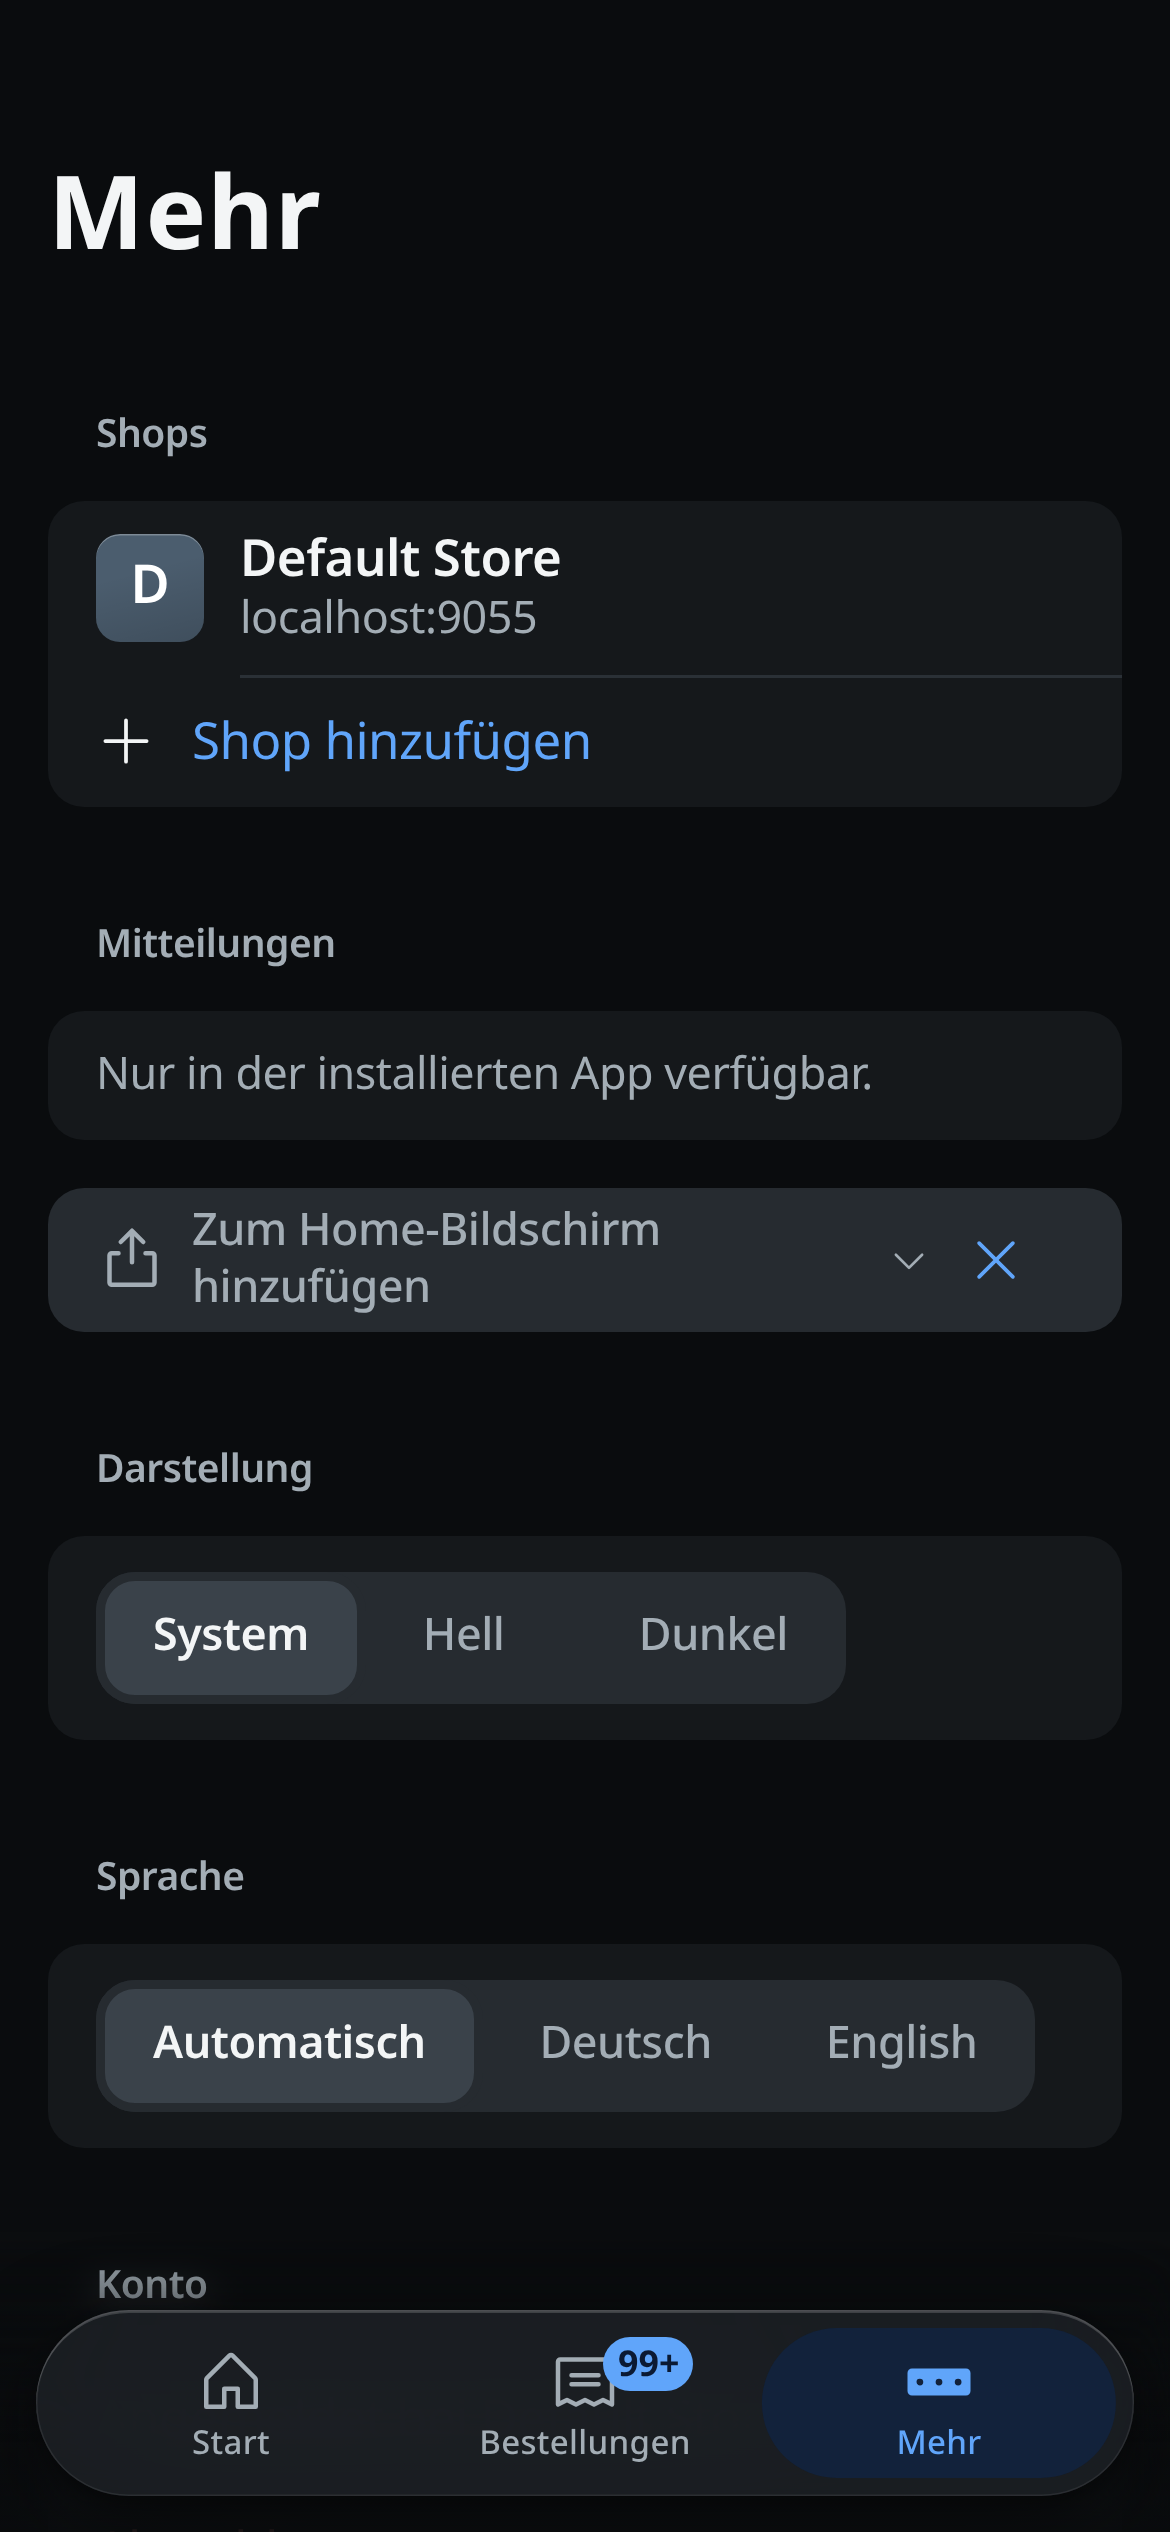 Mehr
Shops
D
Default Store
localhost:9055
Shop hinzufügen
Mitteilungen
Nur in der installierten App verfügbar.
Zum Home-Bildschirm
hinzufügen
Darstellung
System Hell Dunkel
Sprache
Automatisch Deutsch English
Konto
99+
Start Bestellungen Mehr